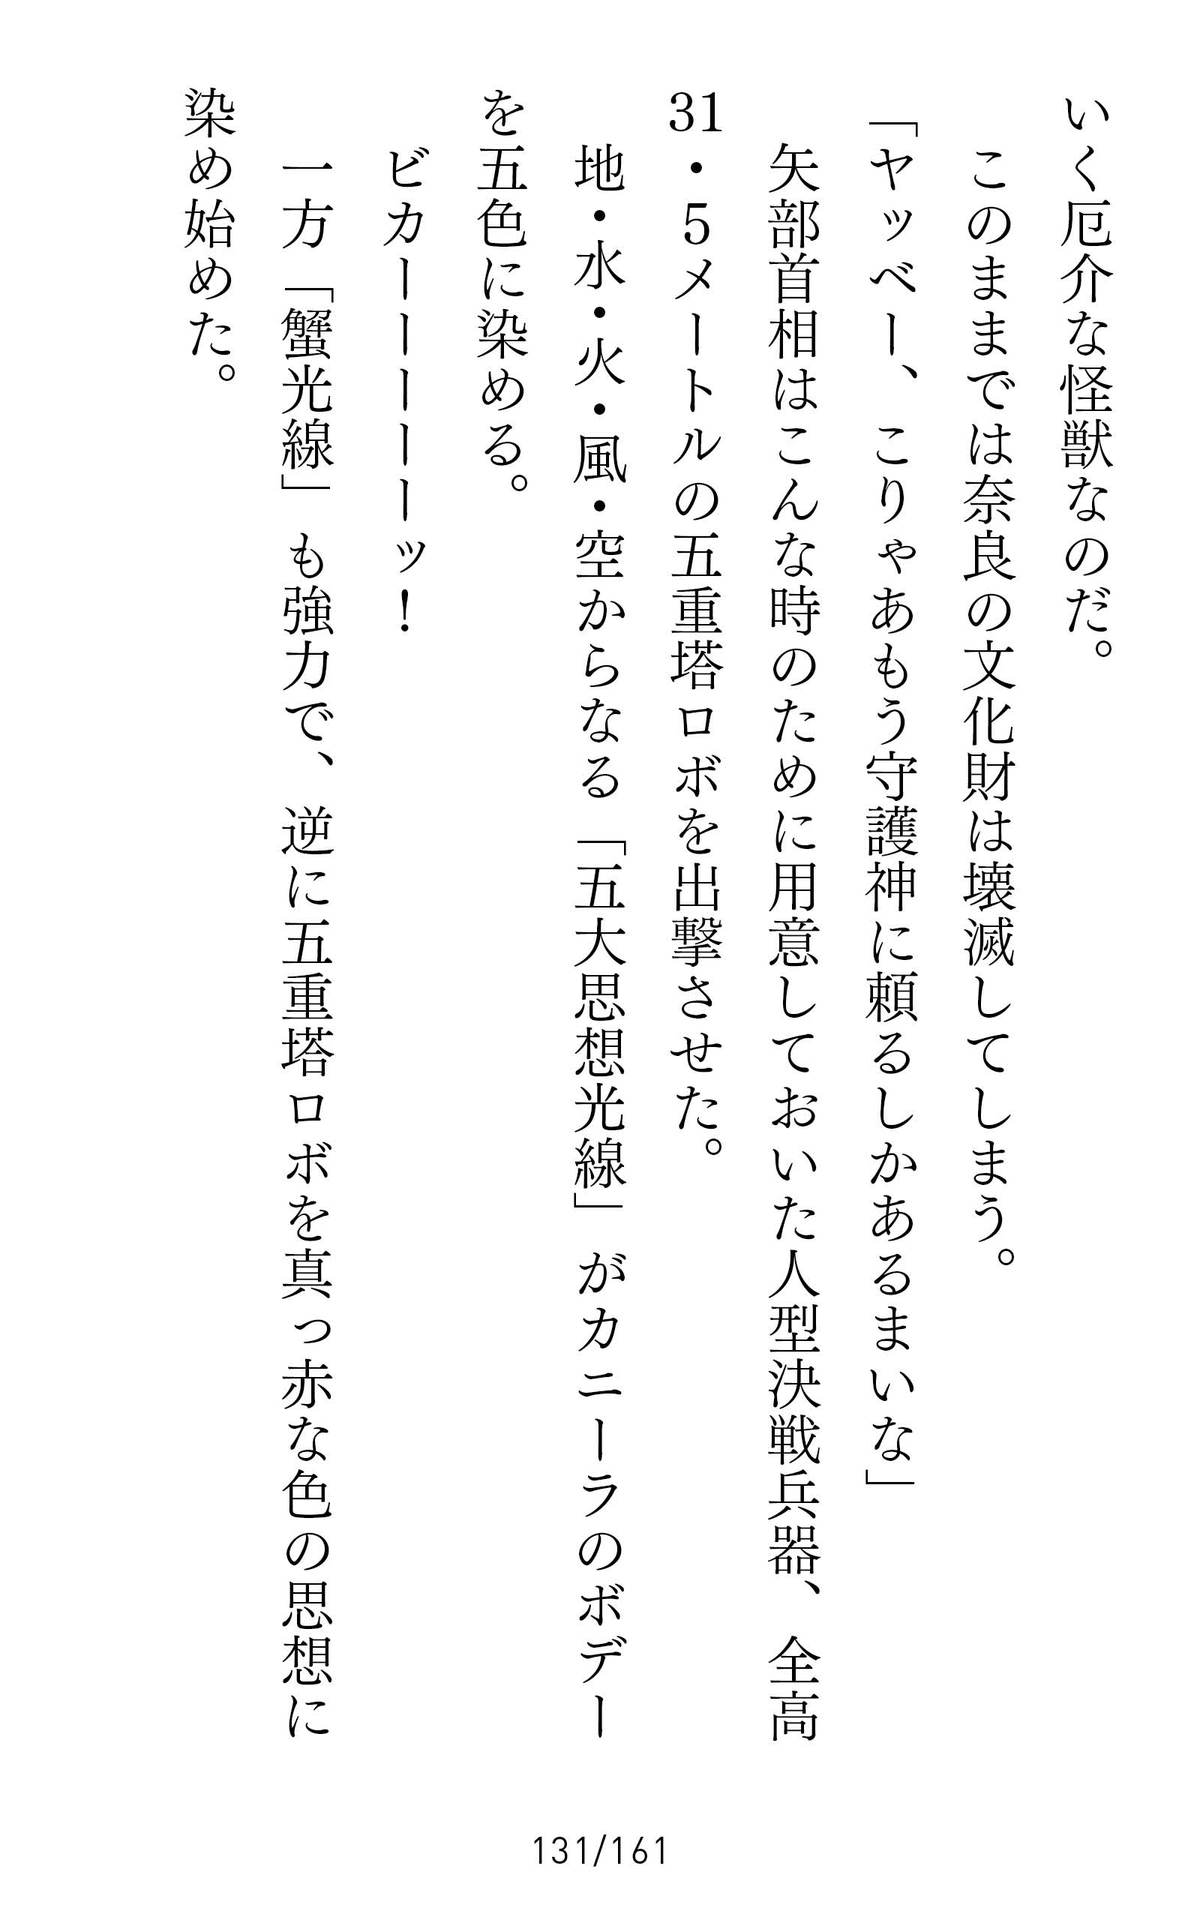 いく厄介な怪獣なのだ。
　このままでは奈良の文化財は壊滅してしまう。
「ヤッベー、こりゃあもう守護神に頼るしかあるまいな」
　矢部首相はこんな時のために用意しておいた人型決戦兵器、全高
31・5メートルの五重塔ロボを出撃させた。
　地・水・火・風・空からなる「五大思想光線」がカニーラのボデー
を五色に染める。
　ビカーーーーーッ！
　一方「蟹光線」も強力で、逆に五重塔ロボを真っ赤な色の思想に
染め始めた。
131/161